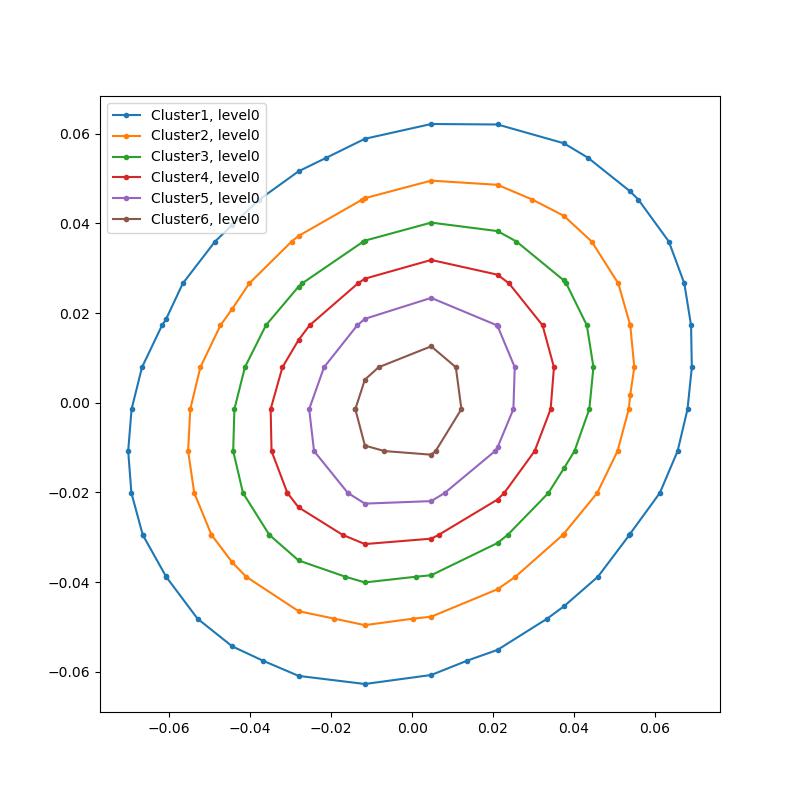 Cluster1, level0
Cluster2, level0
Cluster3, level0
Cluster4, level0
Cluster5, level0
Cluster6, level0
0.06
0.04
0.02
0.00
−0.02
−0.04
−0.06
−0.06 −0.04 −0.02 0.00 0.02 0.04 0.06